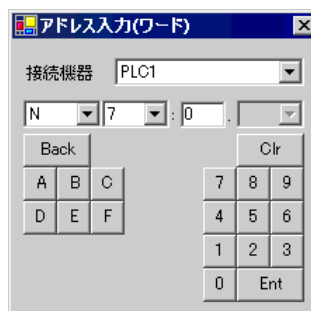 アドレス入力(ワード)
接続機器 PLC1
N 7 : 0 .
Back Clr
A B C 7 8 9
D E F 4 5 6
1 2 3
0 Ent